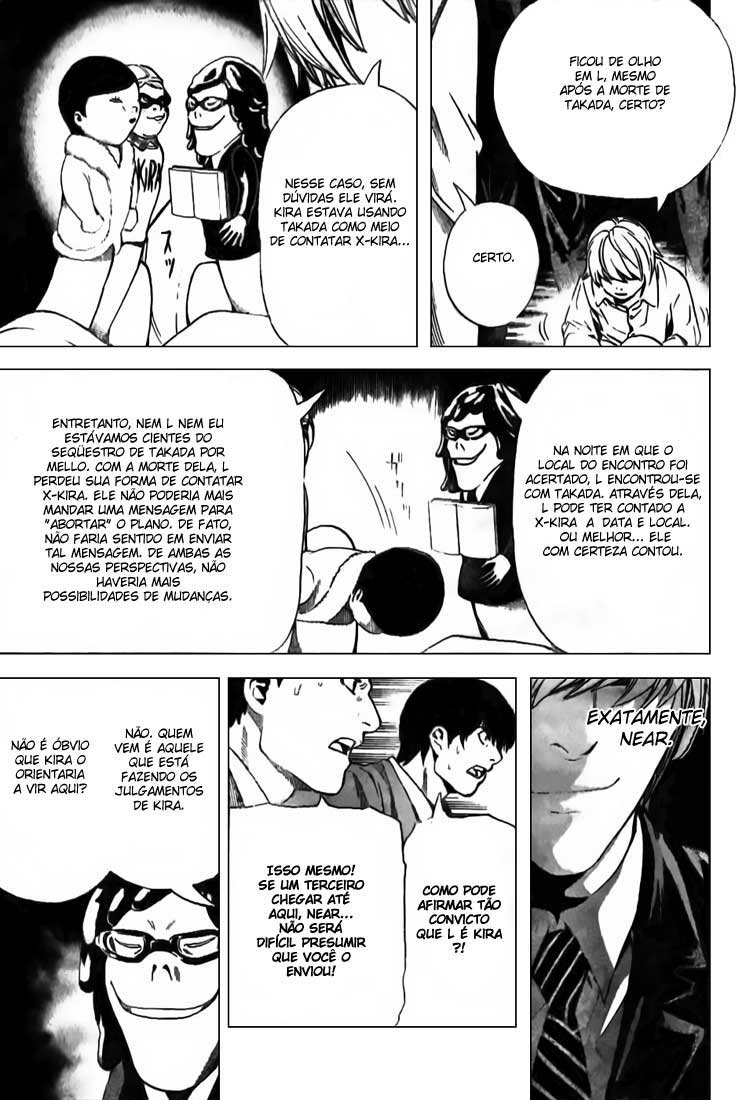 FICOU DE OLHO
EM L, MESMO
APÓS A MORTE DE
TAKADA, CERTO?
CERTO.
NESSE CASO, SEM
DÚVIDAS ELE VIRÁ.
KIRA ESTAVA USANDO
TAKADA COMO MEIO
DE CONTATAR X-KIRA...
KIRA
ズッ
NA NOITE EM QUE O
LOCAL DO ENCONTRO FOI
ACERTADO, L ENCONTROU-SE
COM TAKADA. ATRAVÉS DELA,
L PODE TER CONTADO A
X-KIRA A DATA E LOCAL.
OU MELHOR... ELE
COM CERTEZA CONTOU.
ENTRETANTO, NEM L NEM EU
ESTÁVAMOS CIENTES DO
SEQÜESTRO DE TAKADA POR
MELLO. COM A MORTE DELA, L
PERDEU SUA FORMA DE CONTATAR
X-KIRA. ELE NÃO PODERIA MAIS
MANDAR UMA MENSAGEM PARA
"ABORTAR" O PLANO. DE FATO,
NÃO FARIA SENTIDO EM ENVIAR
TAL MENSAGEM. DE AMBAS AS
NOSSAS PERSPECTIVAS, NÃO
HAVERIA MAIS
POSSIBILIDADES DE MUDANÇAS.
EXATAMENTE,
NEAR.
COMO PODE
AFIRMAR TÃO
CONVICTO
QUE L É KIRA
?!
ISSO MESMO!
SE UM TERCEIRO
CHEGAR ATÉ
AQUI, NEAR...
NÃO SERÁ
DIFÍCIL PRESUMIR
QUE VOCÊ O
ENVIOU!
NÃO. QUEM
VEM É AQUELE
QUE ESTÁ
FAZENDO OS
JULGAMENTOS
DE KIRA.
NÃO É ÓBVIO
QUE KIRA O
ORIENTARIA
A VIR AQUI?